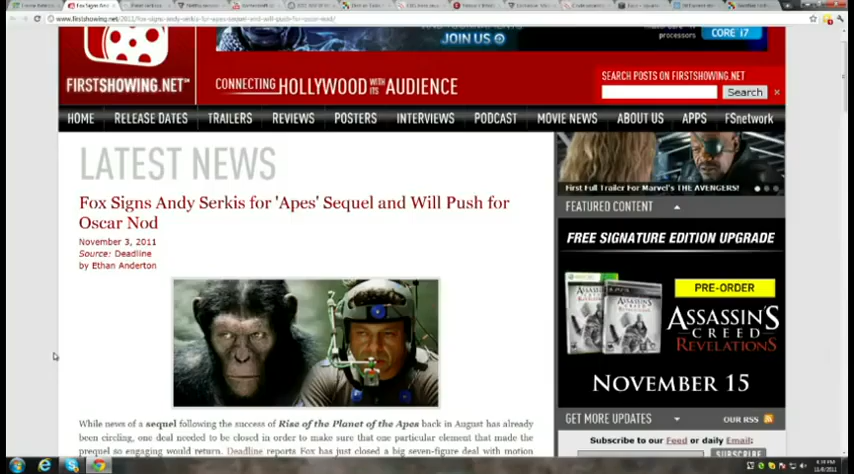 Fox Signs An
www.firstshowing.net/2011/fox-signs-andy-serkis-for-apes-sequel-and-will-push-for-oscar-nod/
JOIN US
processors
CORE i7
FIRSTSHOWING.NET
CONNECTING HOLLYWOOD WITH ITS AUDIENCE
SEARCH POSTS ON FIRSTSHOWING.NET
Search
HOME RELEASE DATES TRAILERS REVIEWS POSTERS INTERVIEWS PODCAST MOVIE NEWS ABOUT US APPS FSnetwork
LATEST NEWS
Fox Signs Andy Serkis for 'Apes' Sequel and Will Push for
Oscar Nod
November 3, 2011
Source: Deadline
by Ethan Anderton
While news of a sequel following the success of Rise of the Planet of the Apes back in August has already
been circling, one deal needed to be closed in order to make sure that one particular element that made the
prequel so engaging would return. Deadline reports Fox has just closed a big seven-figure deal with motion
First Full Trailer For Marvel's THE AVENGERS!
FEATURED CONTENT
FREE SIGNATURE EDITION UPGRADE
PRE-ORDER
ASSASSIN'S
CREED
REVELATIONS
NOVEMBER 15
GET MORE UPDATES
OUR RSS
Subscribe to our Feed or daily Email:
SUBSCRIBE